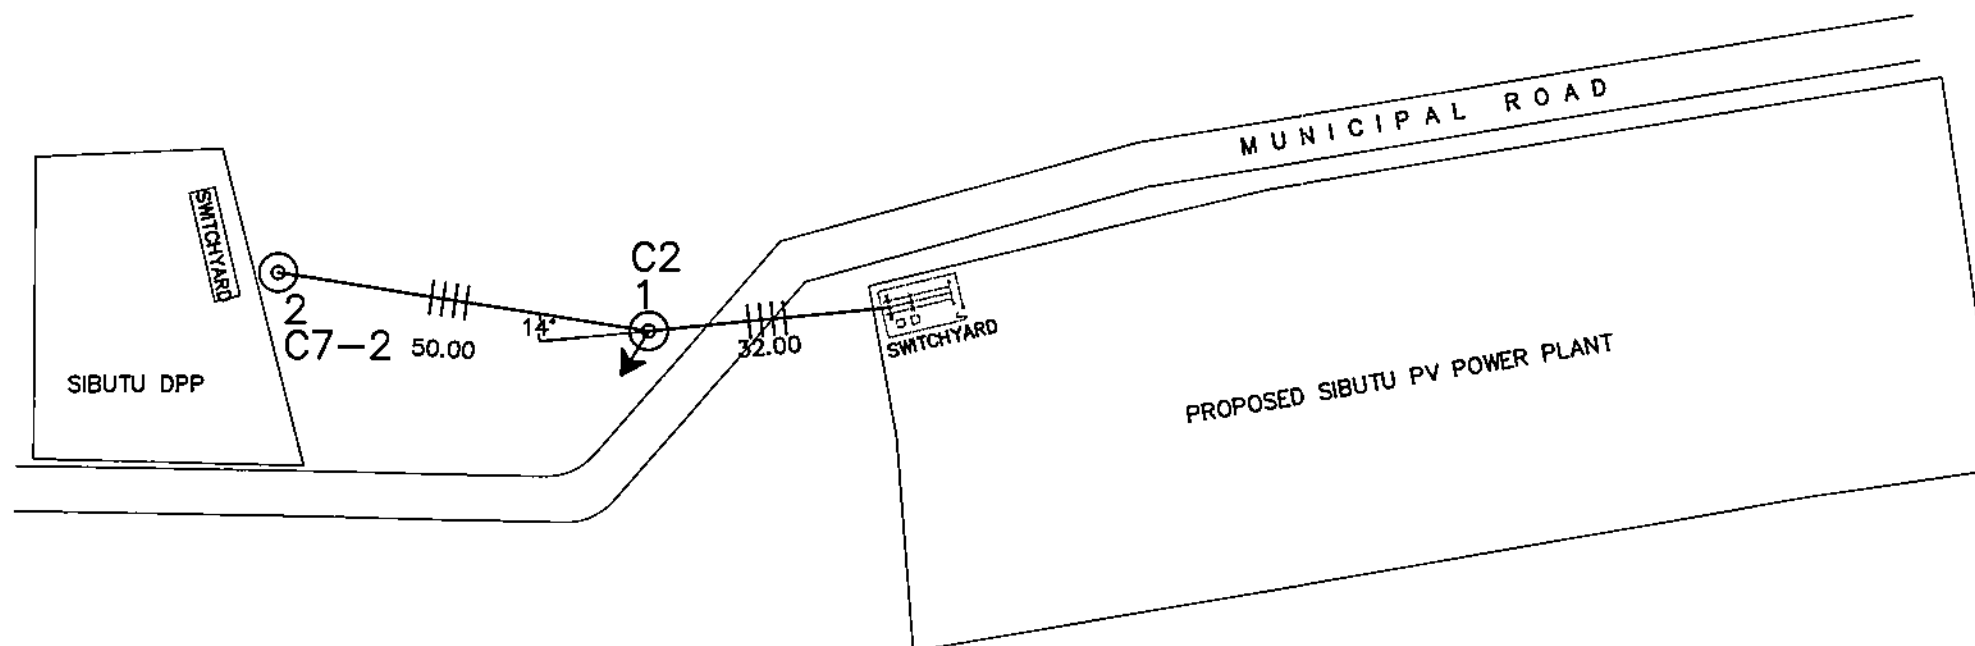 MUNICIPAL ROAD
SWITCHYARD
C2
1
2
C7-2
50.00
14°
32.00
SWITCHYARD
SIBUTU DPP
PROPOSED SIBUTU PV POWER PLANT